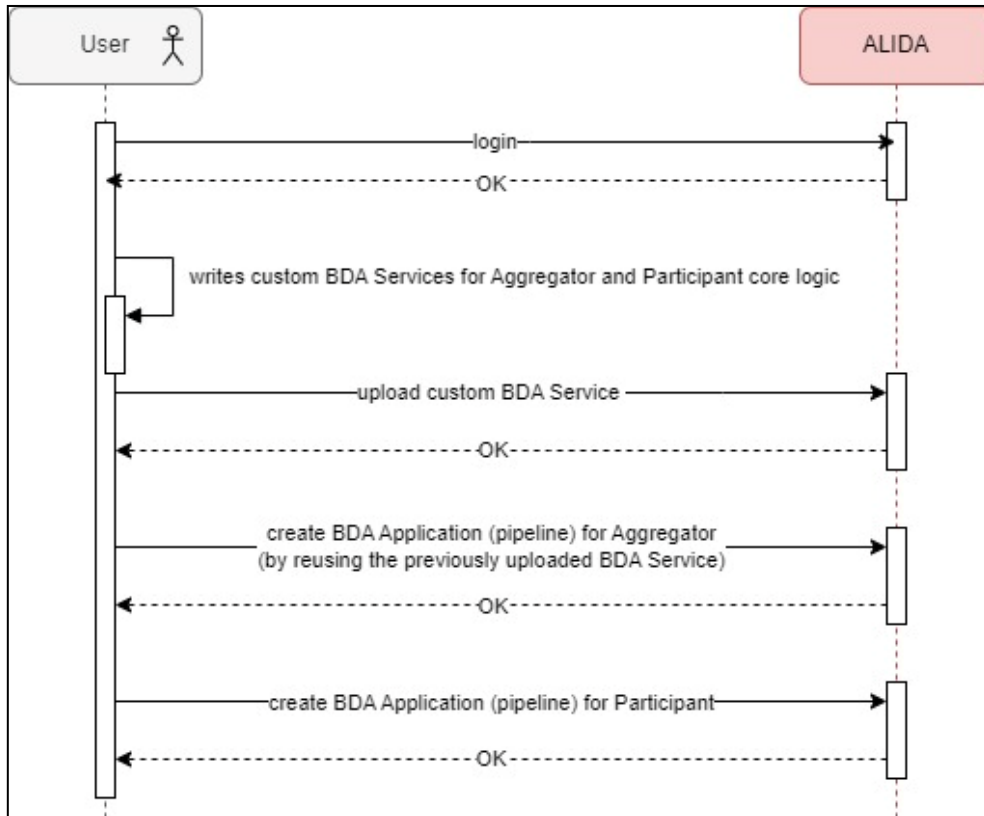 User
ALIDA
login
OK
writes custom BDA Services for Aggregator and Participant core logic
upload custom BDA Service
OK
create BDA Application (pipeline) for Aggregator
(by reusing the previously uploaded BDA Service)
OK
create BDA Application (pipeline) for Participant
OK